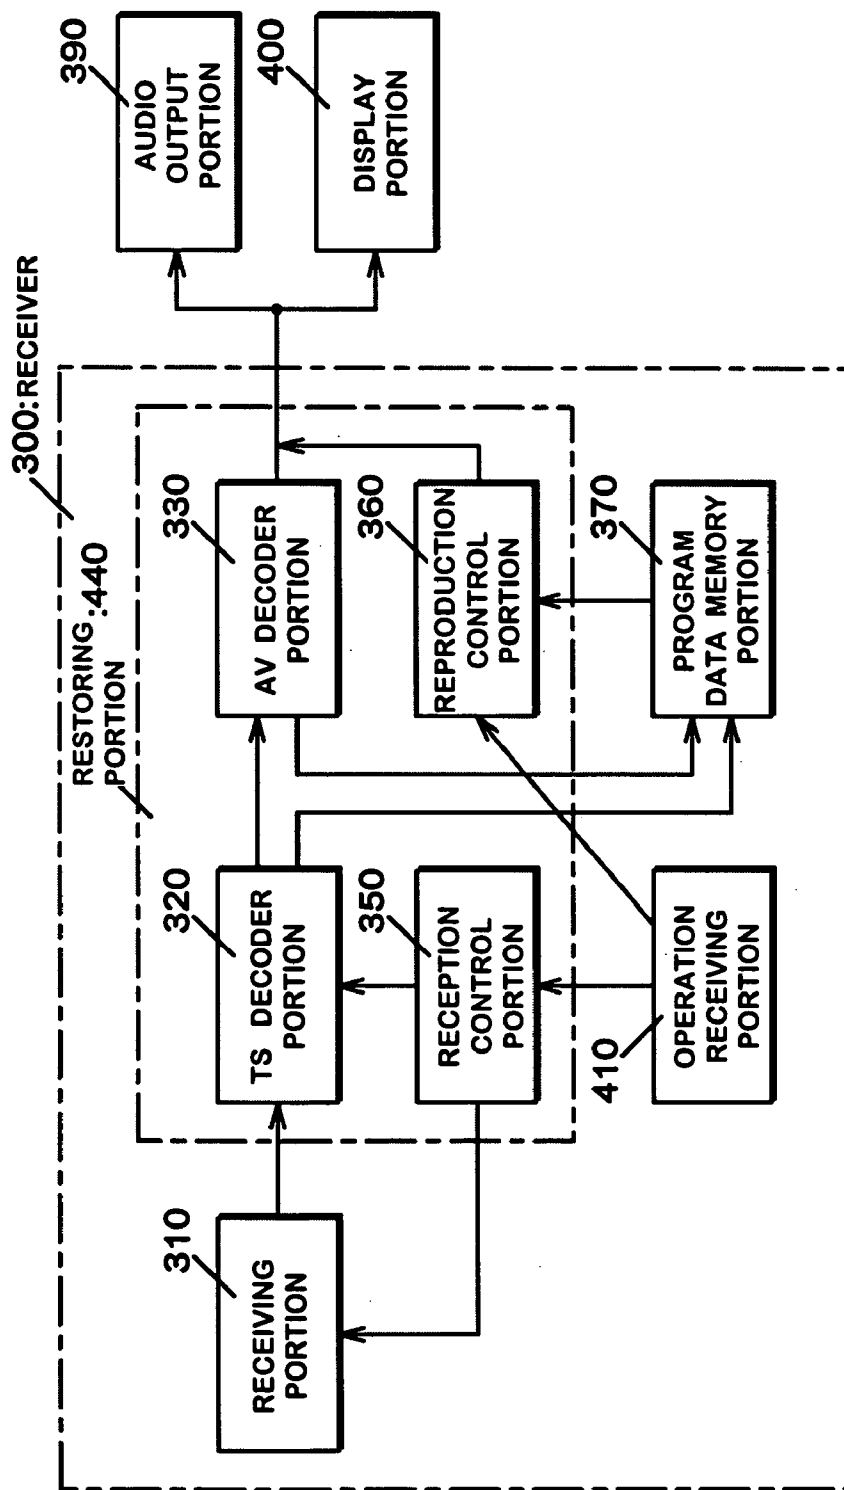 300:RECEIVER
RESTORING :440
PORTION
310
RECEIVING
PORTION
320
TS DECODER
PORTION
330
AV DECODER
PORTION
390
AUDIO
OUTPUT
PORTION
400
DISPLAY
PORTION
350
RECEPTION
CONTROL
PORTION
360
REPRODUCTION
CONTROL
PORTION
410
OPERATION
RECEIVING
PORTION
370
PROGRAM
DATA MEMORY
PORTION